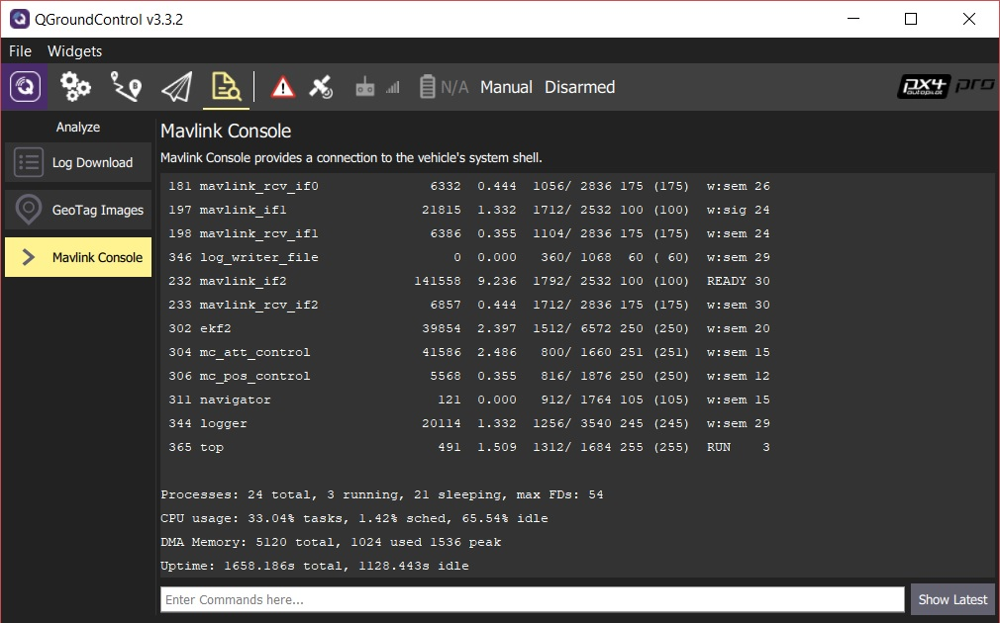 QGroundControl v3.3.2
File Widgets
N/A Manual Disarmed
px4 pro
autopilot
Analyze
Log Download
GeoTag Images
Mavlink Console
Mavlink Console
Mavlink Console provides a connection to the vehicle's system shell.
181 mavlink_rcv_if0 6332 0.444 1056/ 2836 175 (175) w:sem 26
197 mavlink_if1 21815 1.332 1712/ 2532 100 (100) w:sig 24
198 mavlink_rcv_if1 6386 0.355 1104/ 2836 175 (175) w:sem 24
346 log_writer_file 0 0.000 360/ 1068 60 ( 60) w:sem 29
232 mavlink_if2 141558 9.236 1792/ 2532 100 (100) READY 30
233 mavlink_rcv_if2 6857 0.444 1712/ 2836 175 (175) w:sem 30
302 ekf2 39854 2.397 1512/ 6572 250 (250) w:sem 20
304 mc_att_control 41586 2.486 800/ 1660 251 (251) w:sem 15
306 mc_pos_control 5568 0.355 816/ 1876 250 (250) w:sem 12
311 navigator 121 0.000 912/ 1764 105 (105) w:sem 15
344 logger 20114 1.332 1256/ 3540 245 (245) w:sem 29
365 top 491 1.509 1312/ 1684 255 (255) RUN 3
Processes: 24 total, 3 running, 21 sleeping, max FDs: 54
CPU usage: 33.04% tasks, 1.42% sched, 65.54% idle
DMA Memory: 5120 total, 1024 used 1536 peak
Uptime: 1658.186s total, 1128.443s idle
Enter Commands here...
Show Latest